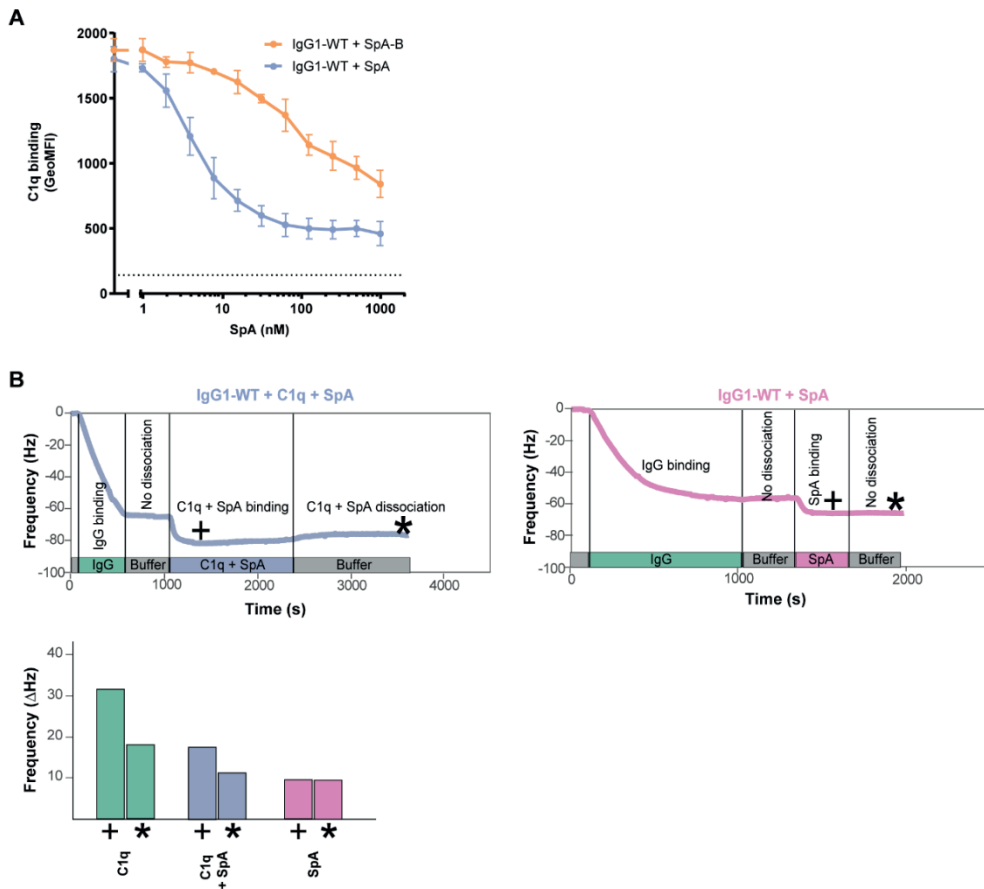 A
2000
1500
1000
500
0
C1q binding
(GeoMFI)
IgG1-WT + SpA-B
IgG1-WT + SpA
1 10 100 1000
SpA (nM)
B
IgG1-WT + C1q + SpA
0
-20
-40
-60
-80
-100
Frequency (Hz)
IgG binding
No dissociation
C1q + SpA binding
C1q + SpA dissociation
+
*
IgG Buffer C1q + SpA Buffer
0 1000 2000 3000 4000
Time (s)
IgG1-WT + SpA
0
-20
-40
-60
-80
-100
Frequency (Hz)
IgG binding
No dissociation
SpA binding
No dissociation
+
*
IgG Buffer SpA Buffer
0 1000 2000
Time (s)
40
30
20
10
Frequency (ΔHz)
+ * + * + *
C1q
C1q
+ SpA
SpA